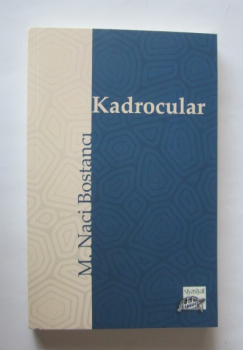 Kadrocular
M. Naci Bostancı